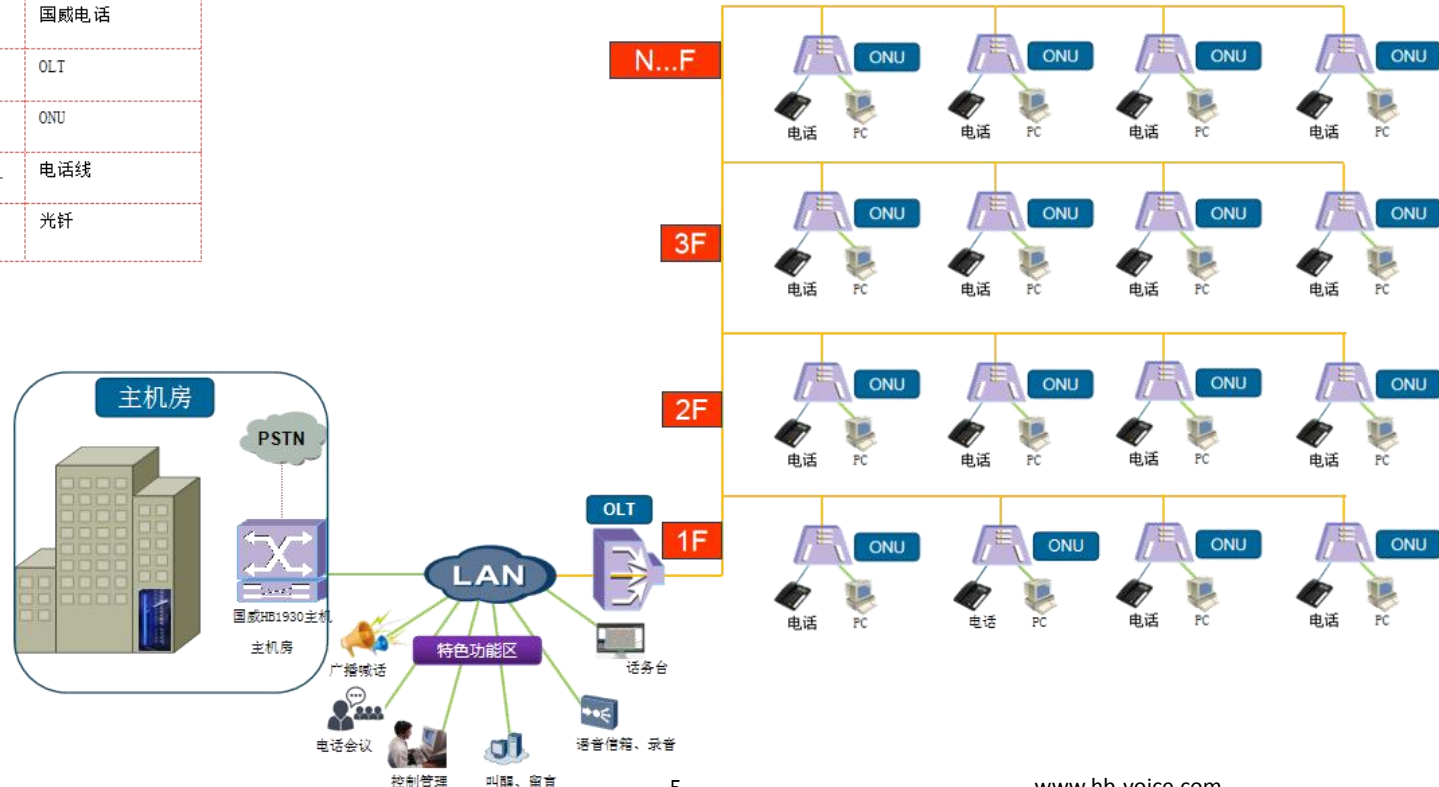 国威电话
OLT
ONU
电话线
光钎
N...F
ONU
ONU
ONU
ONU
电话 PC 电话 PC 电话 PC 电话 PC
3F
ONU
ONU
ONU
ONU
电话 PC 电话 PC 电话 PC 电话 PC
2F
ONU
ONU
ONU
ONU
电话 PC 电话 PC 电话 PC 电话 PC
1F
ONU
ONU
ONU
ONU
电话 PC 电话 PC 电话 PC 电话 PC
主机房
PSTN
国威HB1930主机
主机房
OLT
LAN
特色功能区
广播喊话
话务台
电话会议
语音信箱、录音
控制管理
叫醒、留言
5
www.hb-voice.com